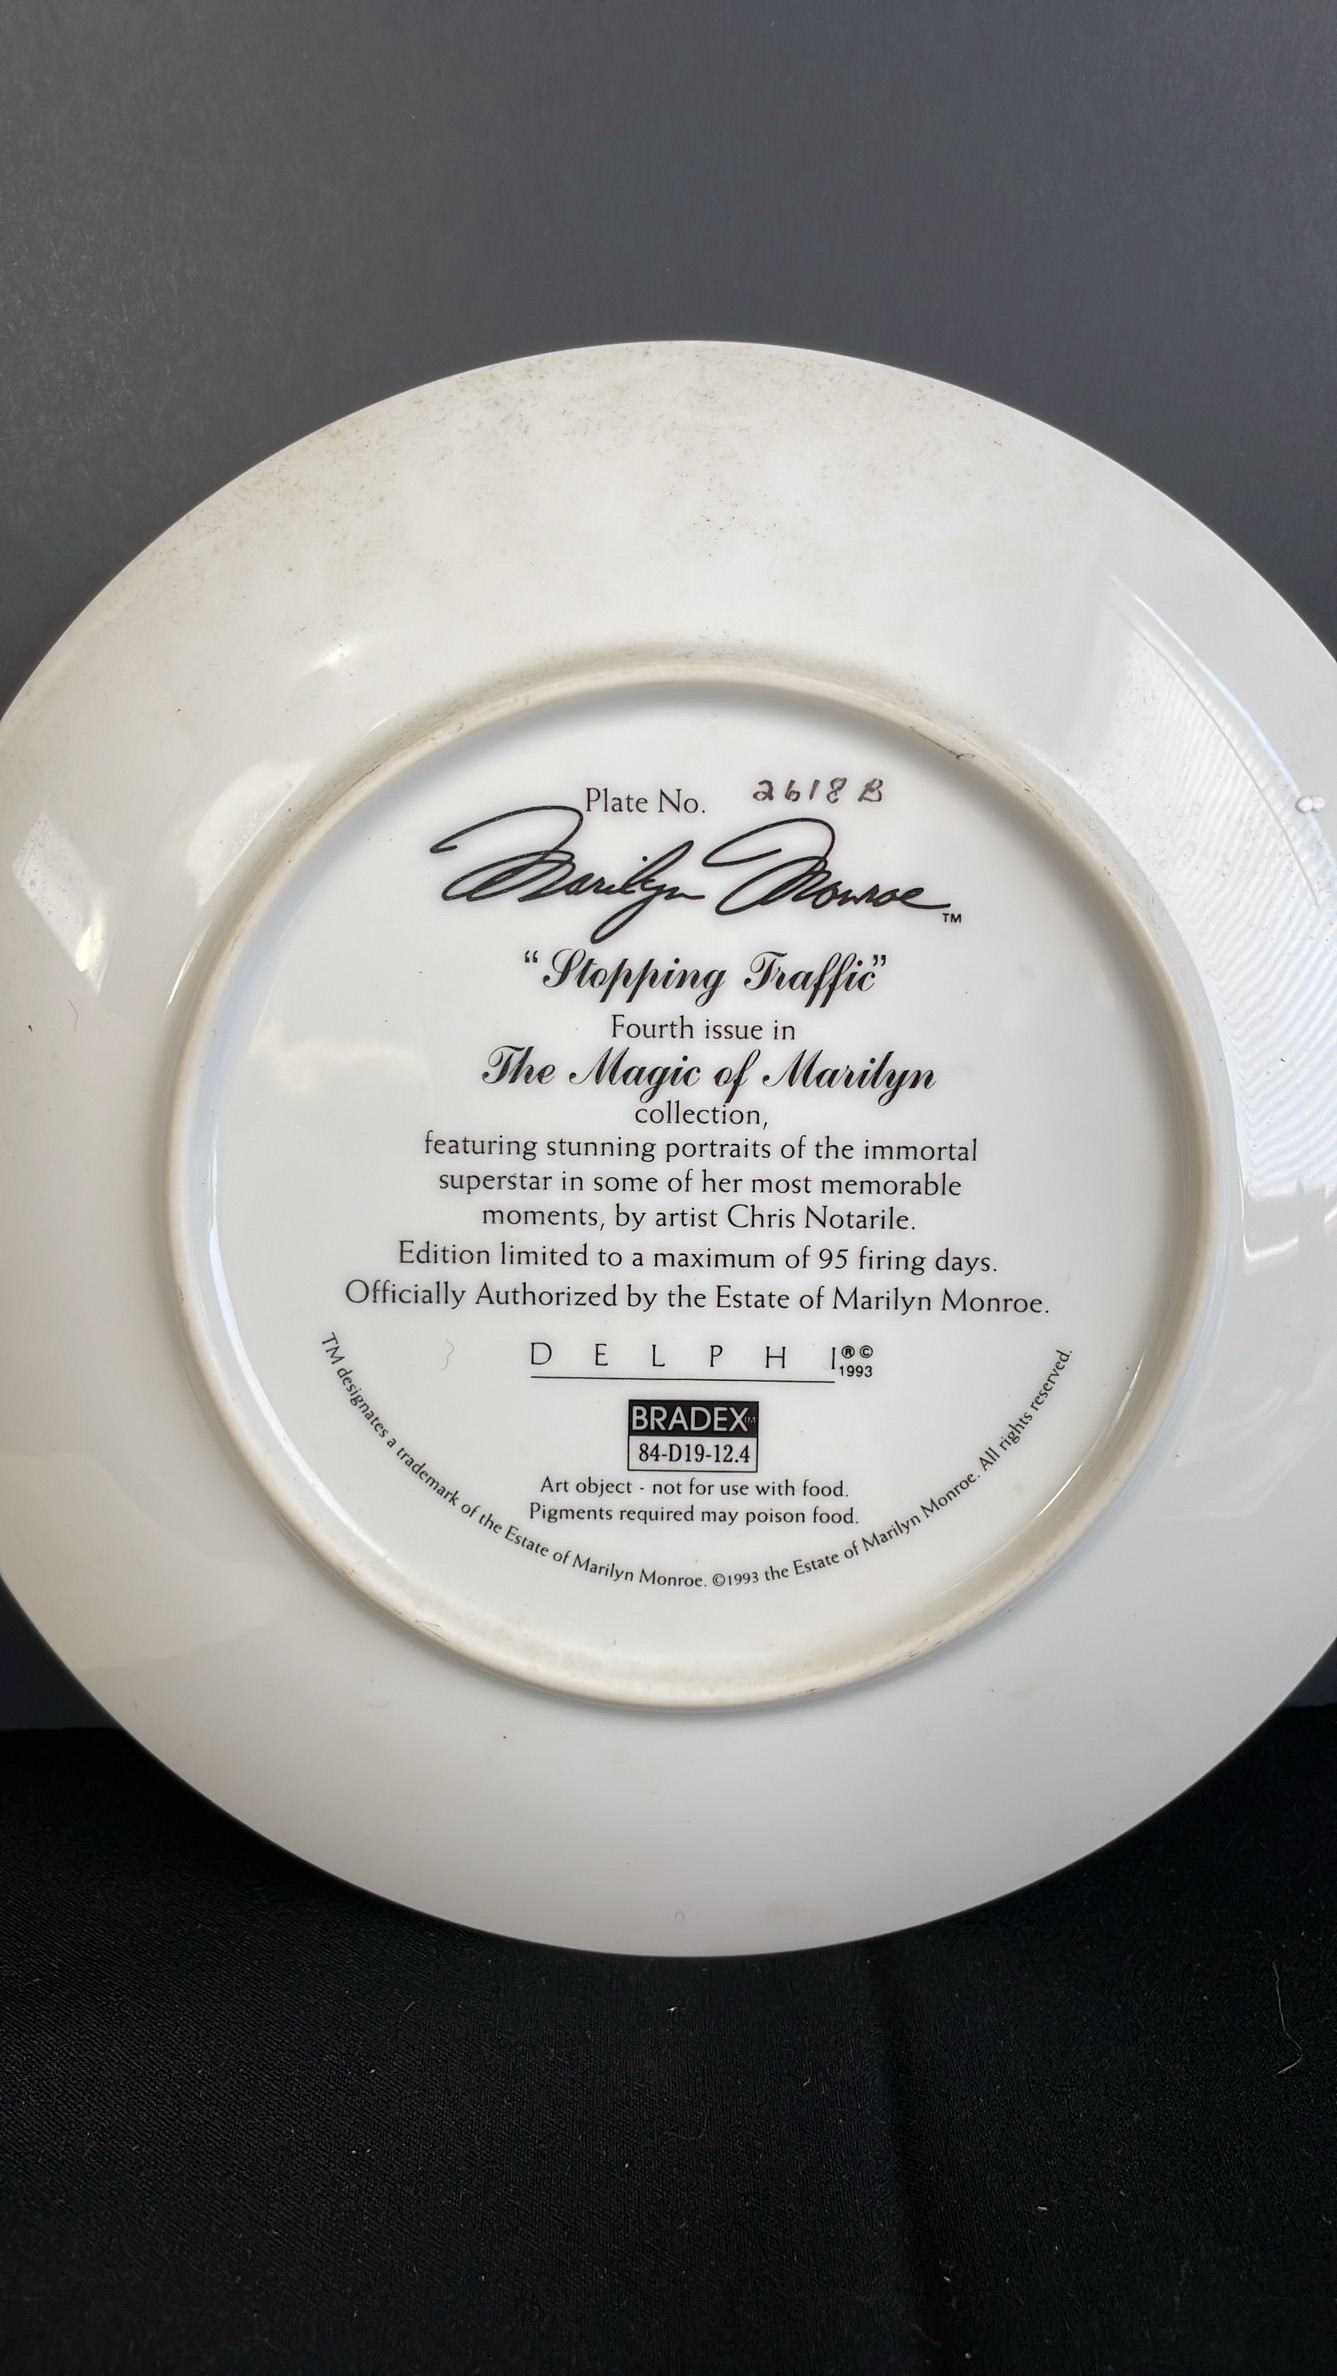 Plate No. 2618 B
Marilyn Monroe™
“Stopping Traffic”
Fourth issue in
The Magic of Marilyn
collection,
featuring stunning portraits of the immortal
superstar in some of her most memorable
moments, by artist Chris Notarile.
Edition limited to a maximum of 95 firing days.
Officially Authorized by the Estate of Marilyn Monroe.
DELPHI®©
1993
BRADEX™
84-D19-12.4
Art object - not for use with food.
Pigments required may poison food.
TM designates a trademark of the Estate of Marilyn Monroe. ©1993 the Estate of Marilyn Monroe. All rights reserved.